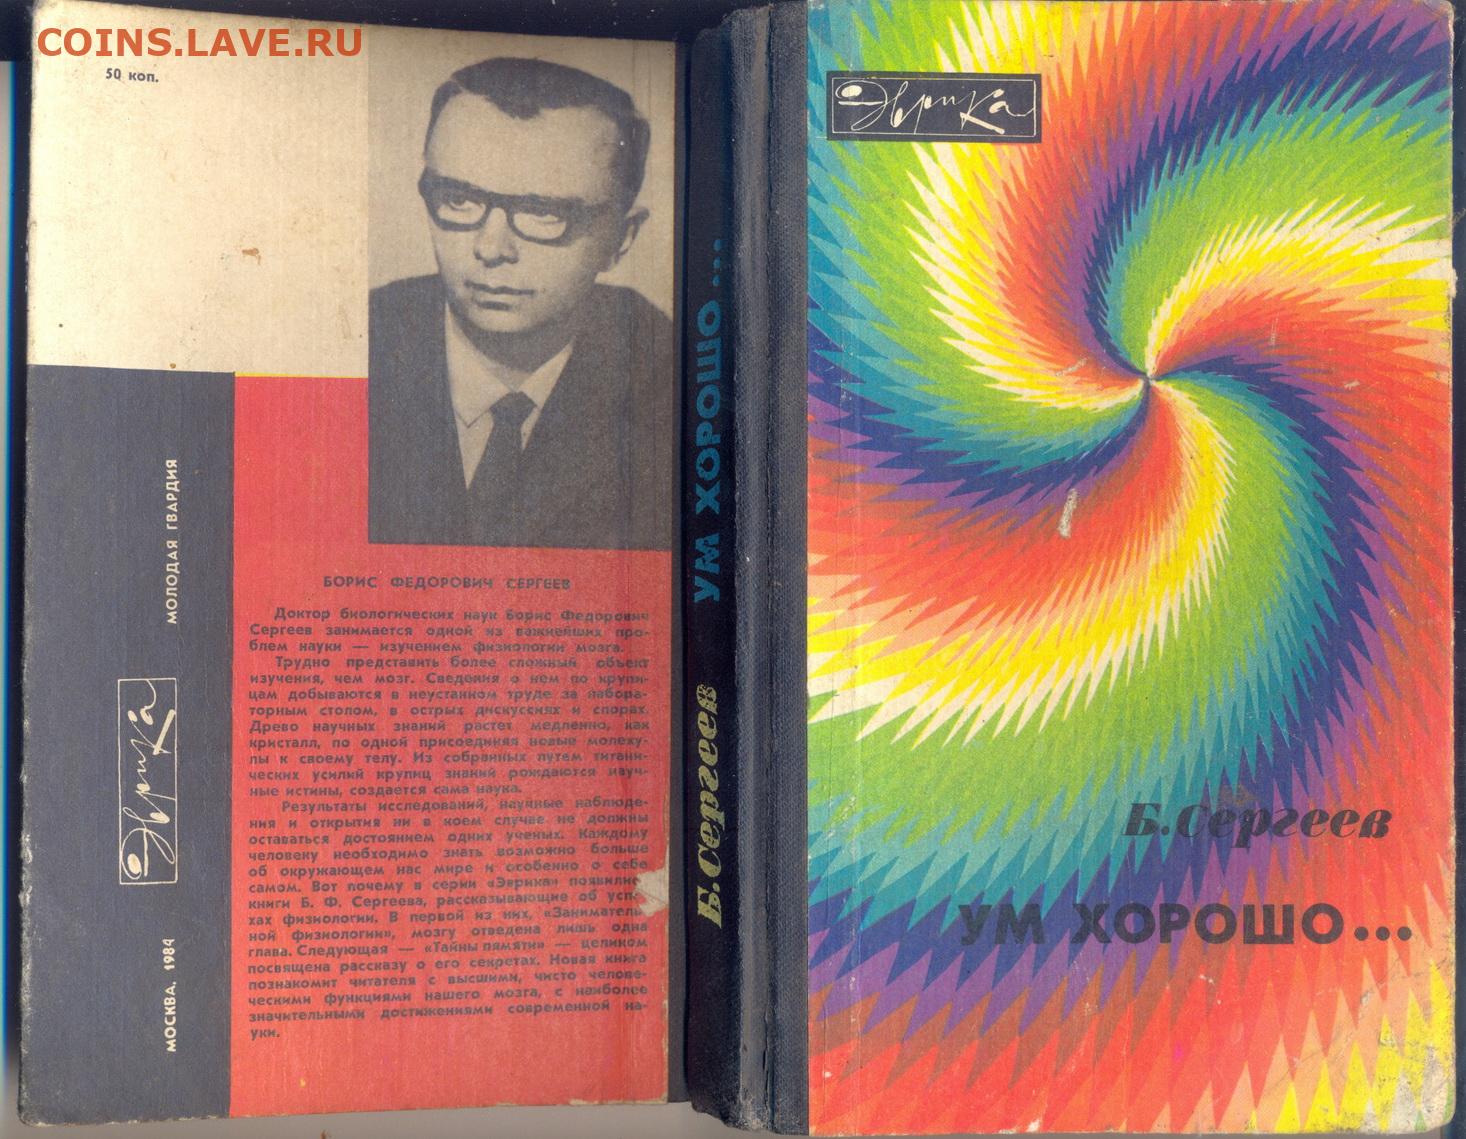 COINS.LAVE.RU
50 коп.
МОЛОДАЯ ГВАРДИЯ
Эврика
МОСКВА, 1984
БОРИС ФЕДОРОВИЧ СЕРГЕЕВ
Доктор биологических наук Борис Федорович
Сергеев занимается одной из важнейших про-
блем науки — изучением физиологии мозга.
Трудно представить более сложный объект
изучения, чем мозг. Сведения о нем по крупи-
цам добываются в неустанном труде за лабора-
торным столом, в острых дискуссиях и спорах.
Древо научных знаний растет медленно, как
кристалл, по одной присоединяя новые молеку-
лы к своему телу. Из собранных путем титани-
ческих усилий крупиц знаний рождаются науч-
ные истины, создается сама наука.
Результаты исследований, научные наблюде-
ния и открытия ни в коем случае не должны
оставаться достоянием одних ученых. Каждому
человеку необходимо знать возможно больше
об окружающем нас мире и особенно о себе
самом. Вот почему в серии «Эврика» появились
книги Б. Ф. Сергеева, рассказывающие об успе-
хах физиологии. В первой из них, «Заниматель-
ной физиологии», мозгу отведена лишь одна
глава. Следующая — «Тайны памяти» — целиком
посвящена рассказу о его секретах. Новая книга
познакомит читателя с высшими, чисто челове-
ческими функциями нашего мозга, с наиболее
значительными достижениями современной на-
уки.
Б. Сергеев
УМ ХОРОШО...
Эврика
Б. Сергеев
УМ ХОРОШО...